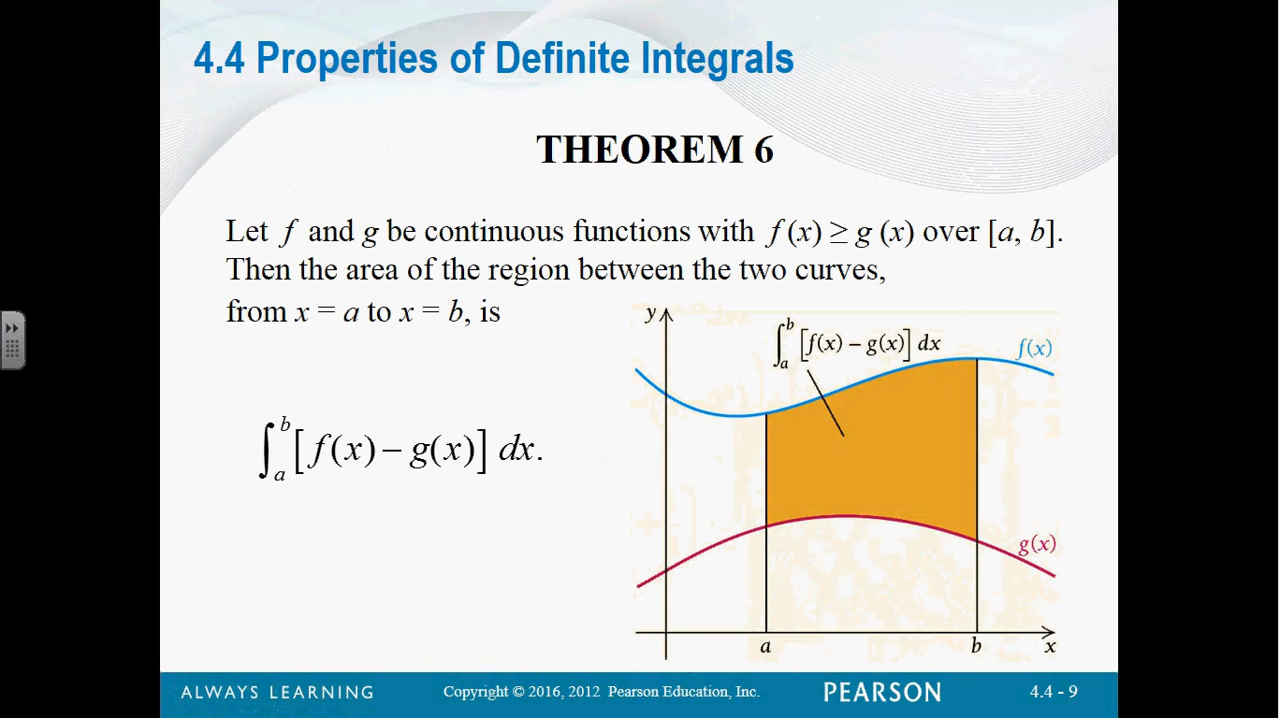 4.4 Properties of Definite Integrals
THEOREM 6
Let f and g be continuous functions with f (x) ≥ g (x) over [a, b].
Then the area of the region between the two curves,
from x = a to x = b, is
∫_a^b [f(x) – g(x)] dx.
y
∫_a^b [f(x) – g(x)] dx
f(x)
g(x)
a
b
x
ALWAYS LEARNING
Copyright © 2016, 2012 Pearson Education, Inc.
PEARSON
4.4 - 9